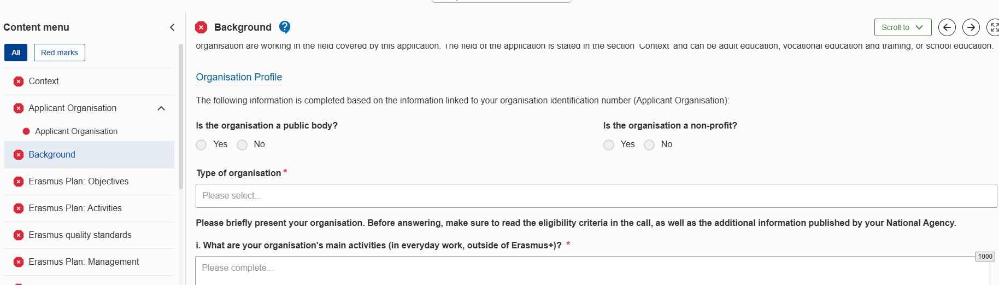 Content menu
All
Red marks
Context
Applicant Organisation
Applicant Organisation
Background
Erasmus Plan: Objectives
Erasmus Plan: Activities
Erasmus quality standards
Erasmus Plan: Management
Background
Scroll to
organisation are working in the field covered by this application. The field of the application is stated in the section 'Context' and can be adult education, vocational education and training, or school education.
Organisation Profile
The following information is completed based on the information linked to your organisation identification number (Applicant Organisation):
Is the organisation a public body?
Yes No
Is the organisation a non-profit?
Yes No
Type of organisation *
Please select...
Please briefly present your organisation. Before answering, make sure to read the eligibility criteria in the call, as well as the additional information published by your National Agency.
i. What are your organisation's main activities (in everyday work, outside of Erasmus+)? *
1000
Please complete...